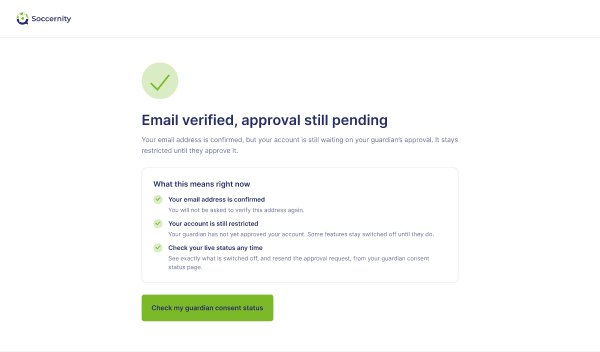 Soccernity
Email verified, approval still pending
Your email address is confirmed, but your account is still waiting on your guardian's approval. It stays
restricted until they approve it.
What this means right now
Your email address is confirmed
You will not be asked to verify this address again.
Your account is still restricted
Your guardian has not yet approved your account. Some features stay switched off until they do.
Check your live status any time
See exactly what is switched off, and resend the approval request, from your guardian consent
status page.
Check my guardian consent status